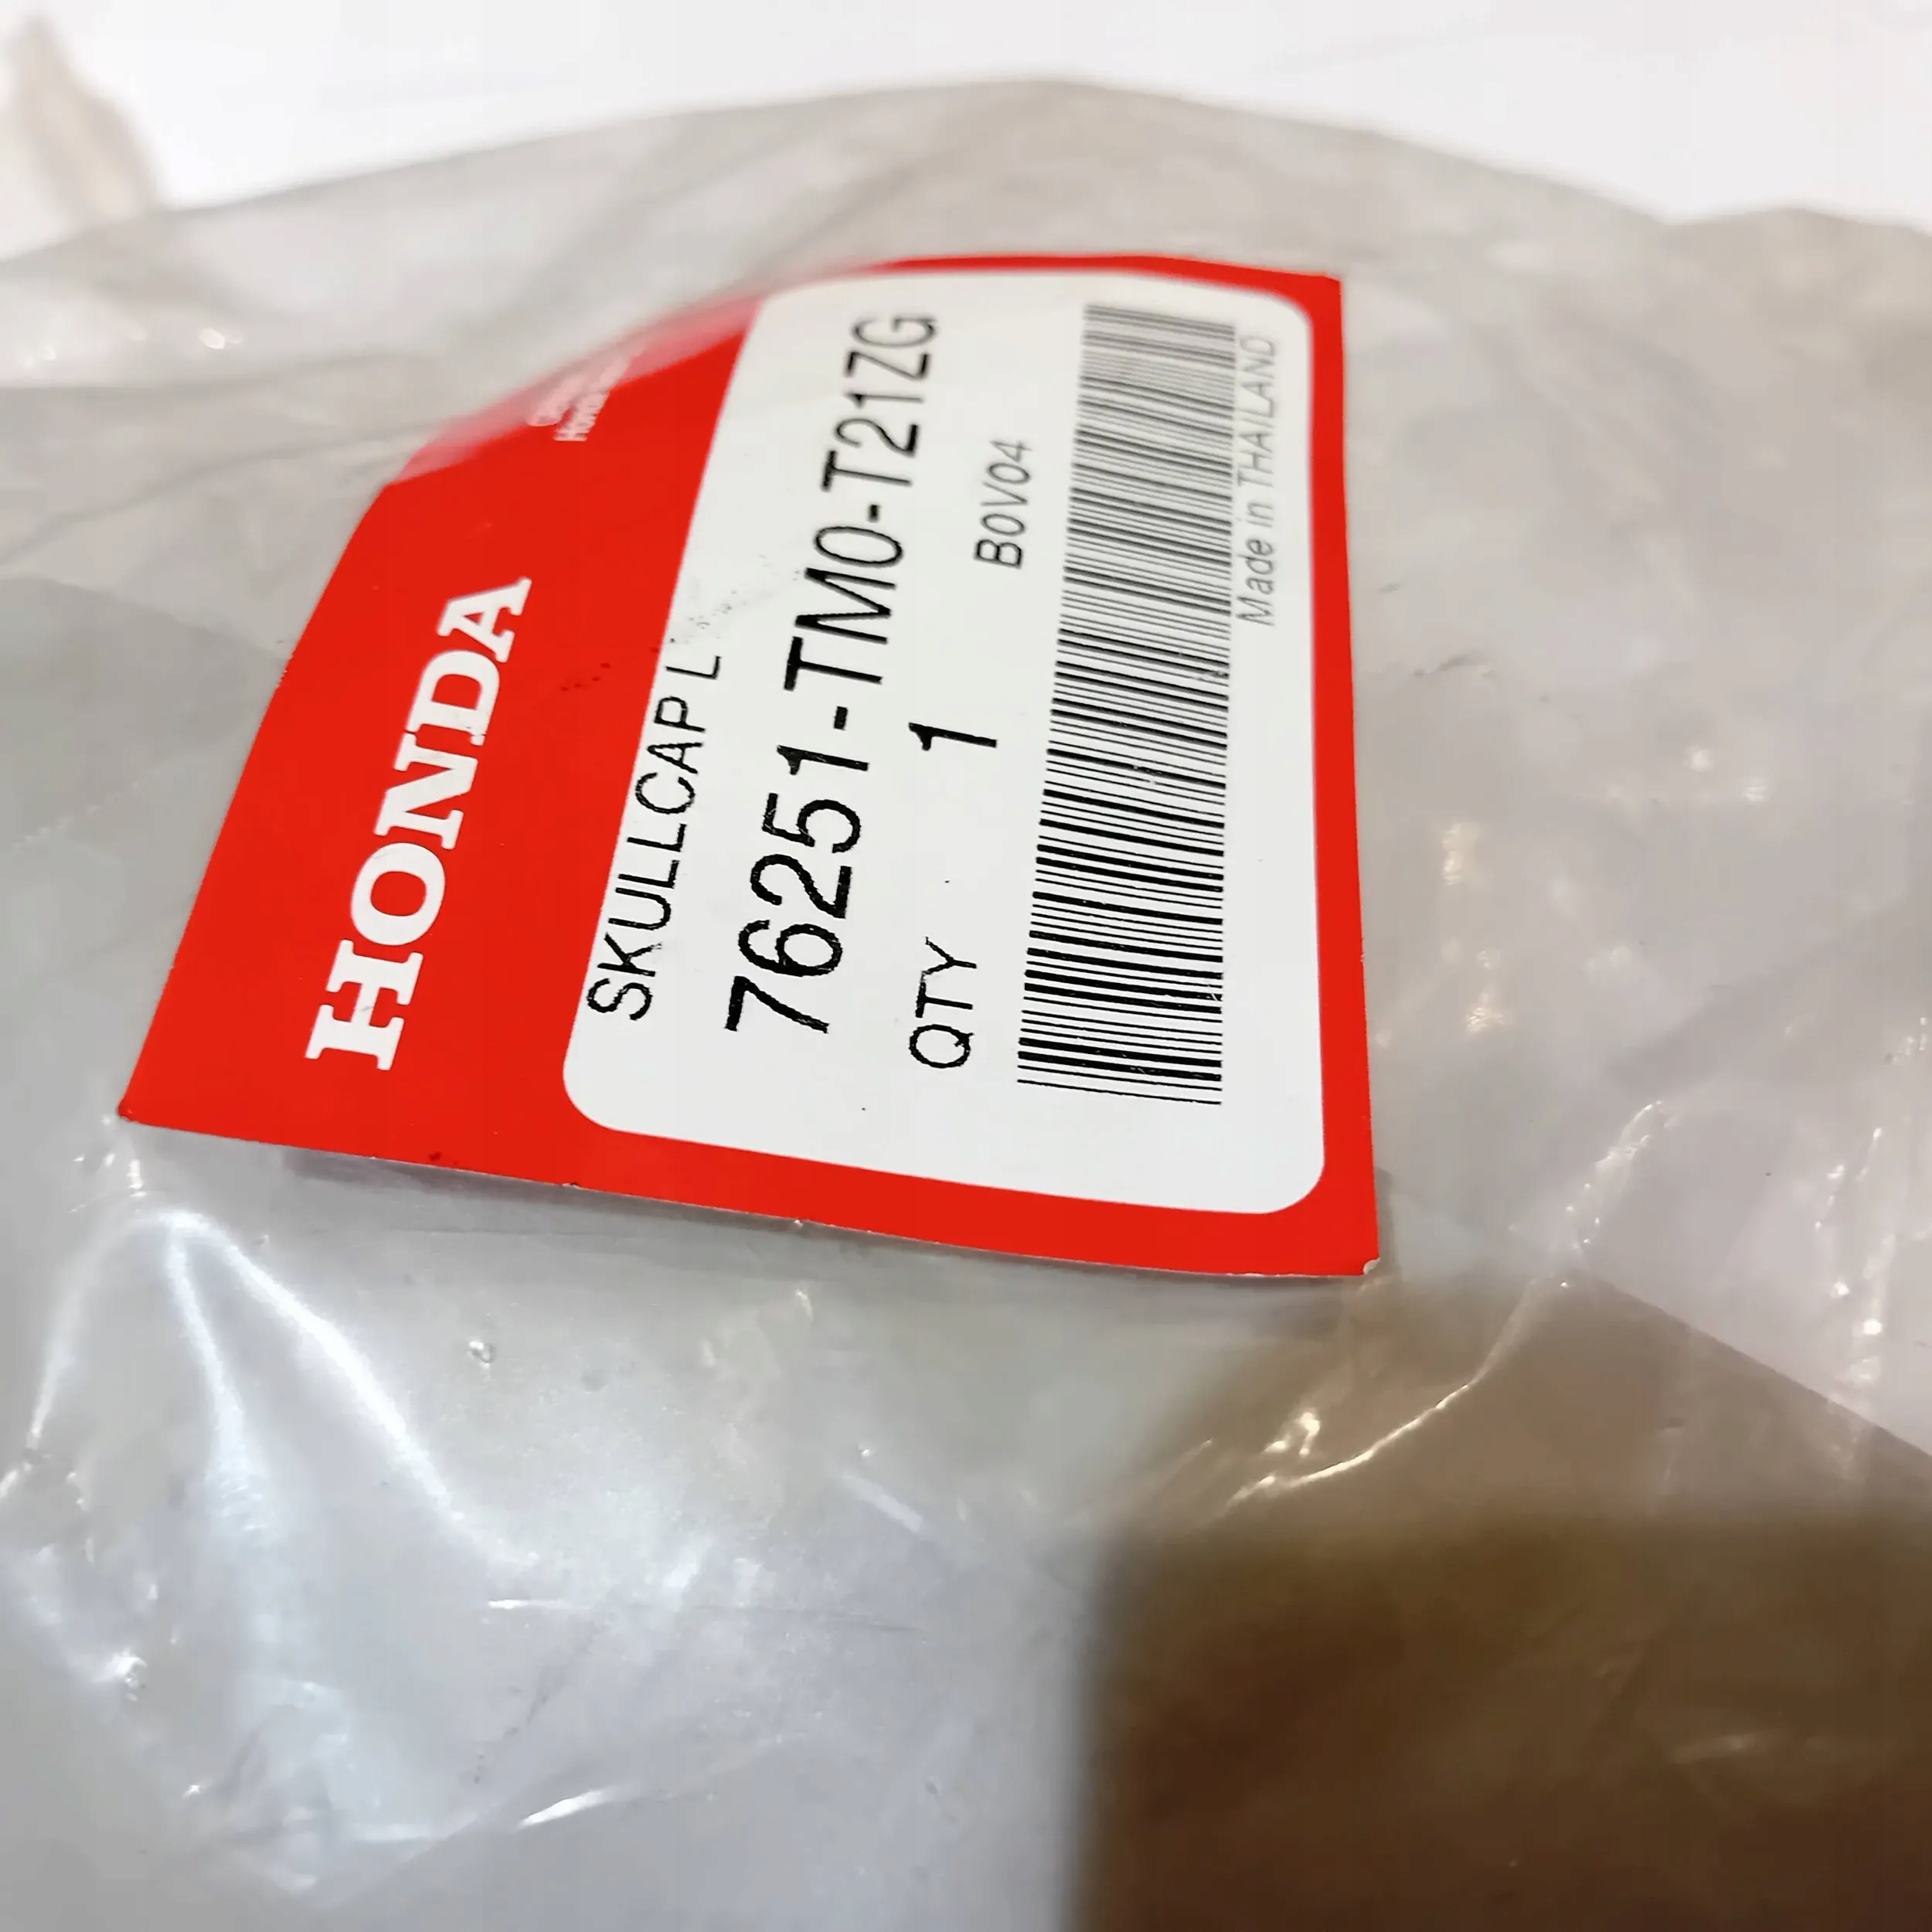 HONDA
SKULLCAP L
76251-TM0-T21ZG
QTY 1 B0V04
Made in THAILAND